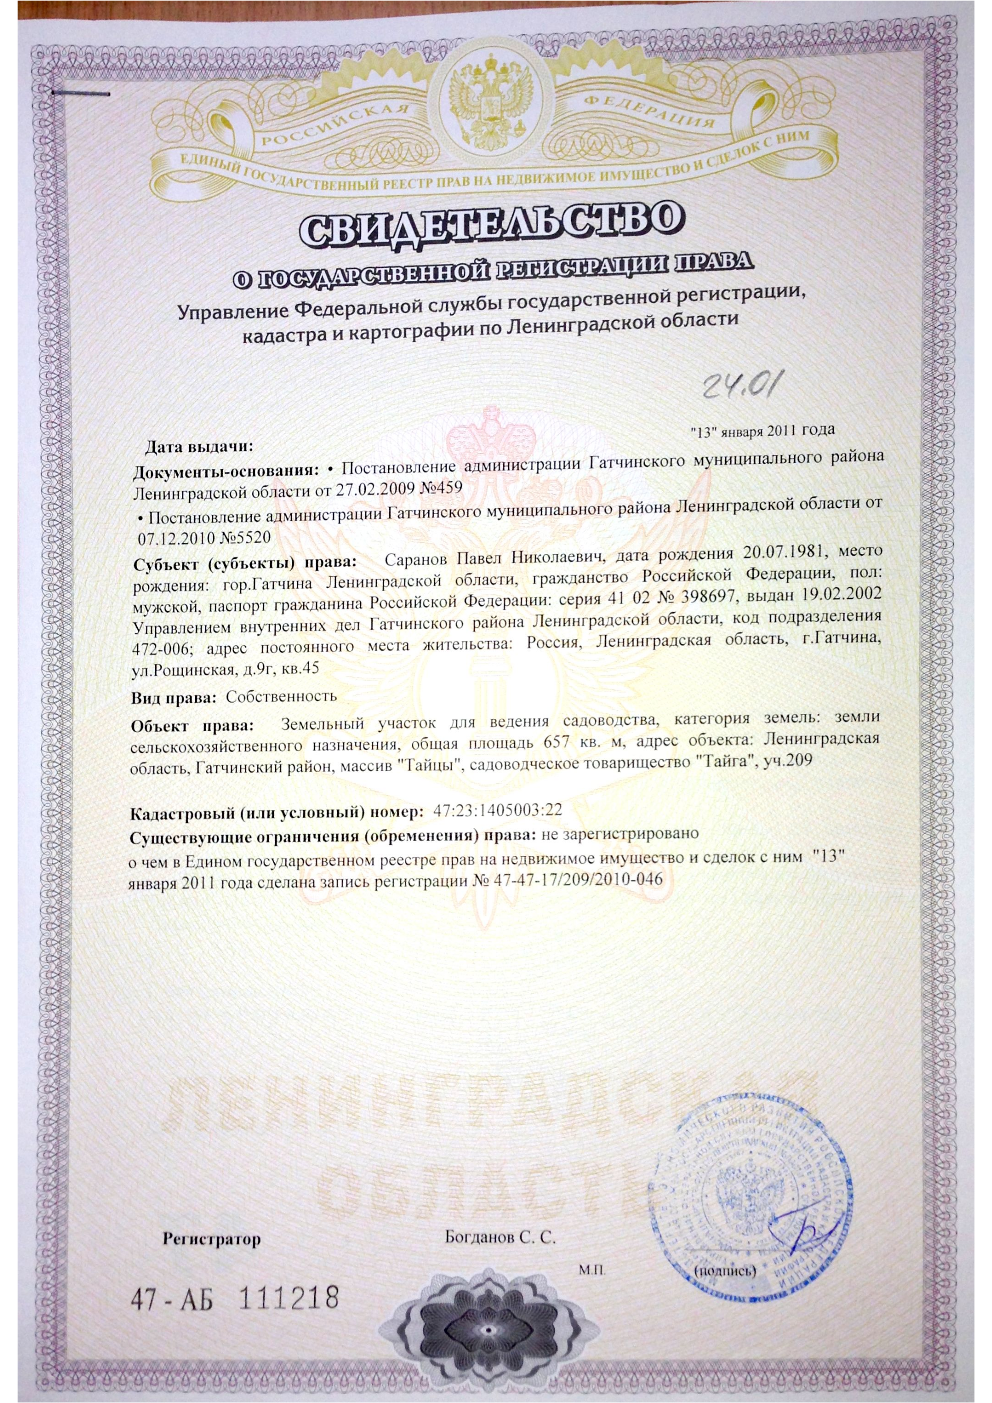 РОССИЙСКАЯ ФЕДЕРАЦИЯ
ЕДИНЫЙ ГОСУДАРСТВЕННЫЙ РЕЕСТР ПРАВ НА НЕДВИЖИМОЕ ИМУЩЕСТВО И СДЕЛОК С НИМ
СВИДЕТЕЛЬСТВО
О ГОСУДАРСТВЕННОЙ РЕГИСТРАЦИИ ПРАВА
Управление Федеральной службы государственной регистрации,
кадастра и картографии по Ленинградской области
24.01
Дата выдачи: "13" января 2011 года
Документы-основания: • Постановление администрации Гатчинского муниципального района
Ленинградской области от 27.02.2009 №459
• Постановление администрации Гатчинского муниципального района Ленинградской области от
07.12.2010 №5520
Субъект (субъекты) права: Саранов Павел Николаевич, дата рождения 20.07.1981, место
рождения: гор.Гатчина Ленинградской области, гражданство Российской Федерации, пол:
мужской, паспорт гражданина Российской Федерации: серия 41 02 № 398697, выдан 19.02.2002
Управлением внутренних дел Гатчинского района Ленинградской области, код подразделения
472-006; адрес постоянного места жительства: Россия, Ленинградская область, г.Гатчина,
ул.Рощинская, д.9г, кв.45
Вид права: Собственность
Объект права: Земельный участок для ведения садоводства, категория земель: земли
сельскохозяйственного назначения, общая площадь 657 кв. м, адрес объекта: Ленинградская
область, Гатчинский район, массив "Тайцы", садоводческое товарищество "Тайга", уч.209
Кадастровый (или условный) номер: 47:23:1405003:22
Существующие ограничения (обременения) права: не зарегистрировано
о чем в Едином государственном реестре прав на недвижимое имущество и сделок с ним "13"
января 2011 года сделана запись регистрации № 47-47-17/209/2010-046
ЛЕНИНГРАДСКАЯ
ОБЛАСТЬ
Регистратор Богданов С. С.
М.П. (подпись)
47 - АБ 111218